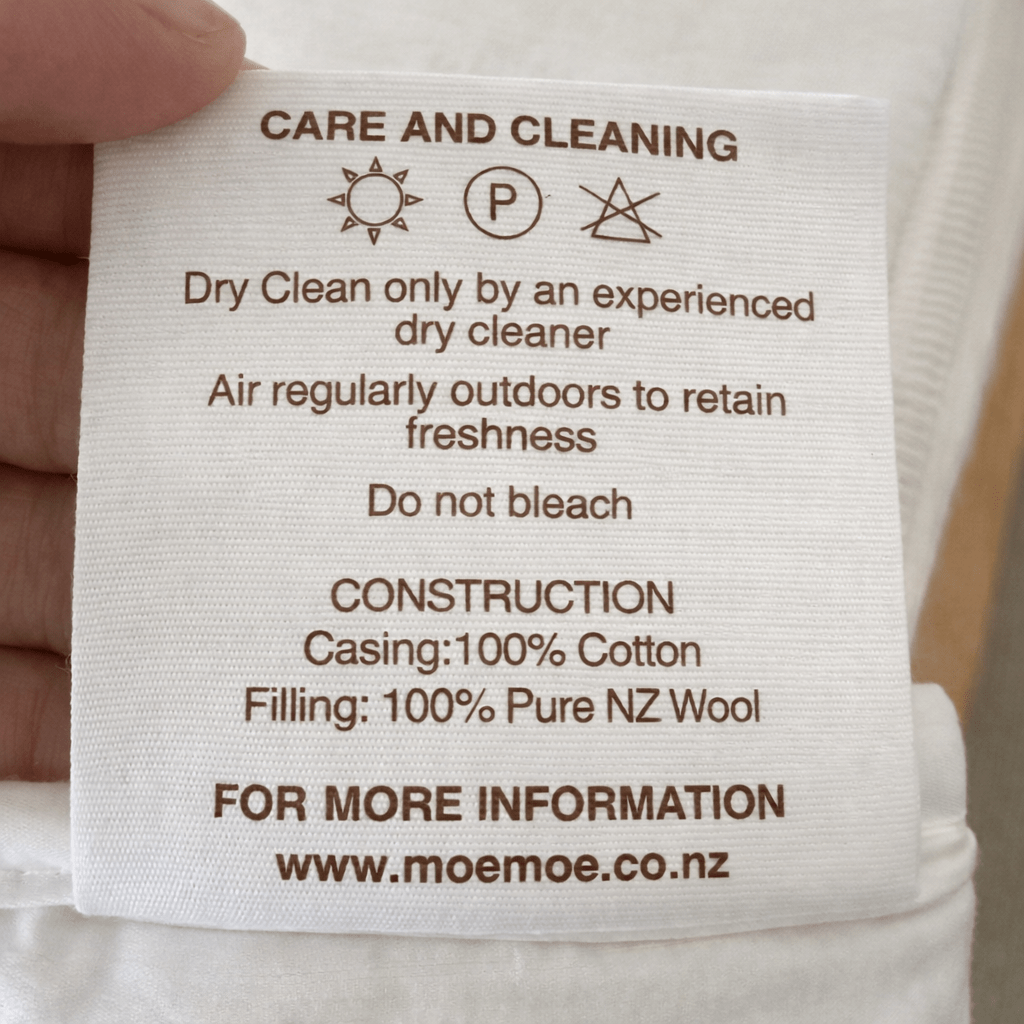 CARE AND CLEANING
P
Dry Clean only by an experienced
dry cleaner
Air regularly outdoors to retain
freshness
Do not bleach
CONSTRUCTION
Casing:100% Cotton
Filling: 100% Pure NZ Wool
FOR MORE INFORMATION
www.moemoe.co.nz